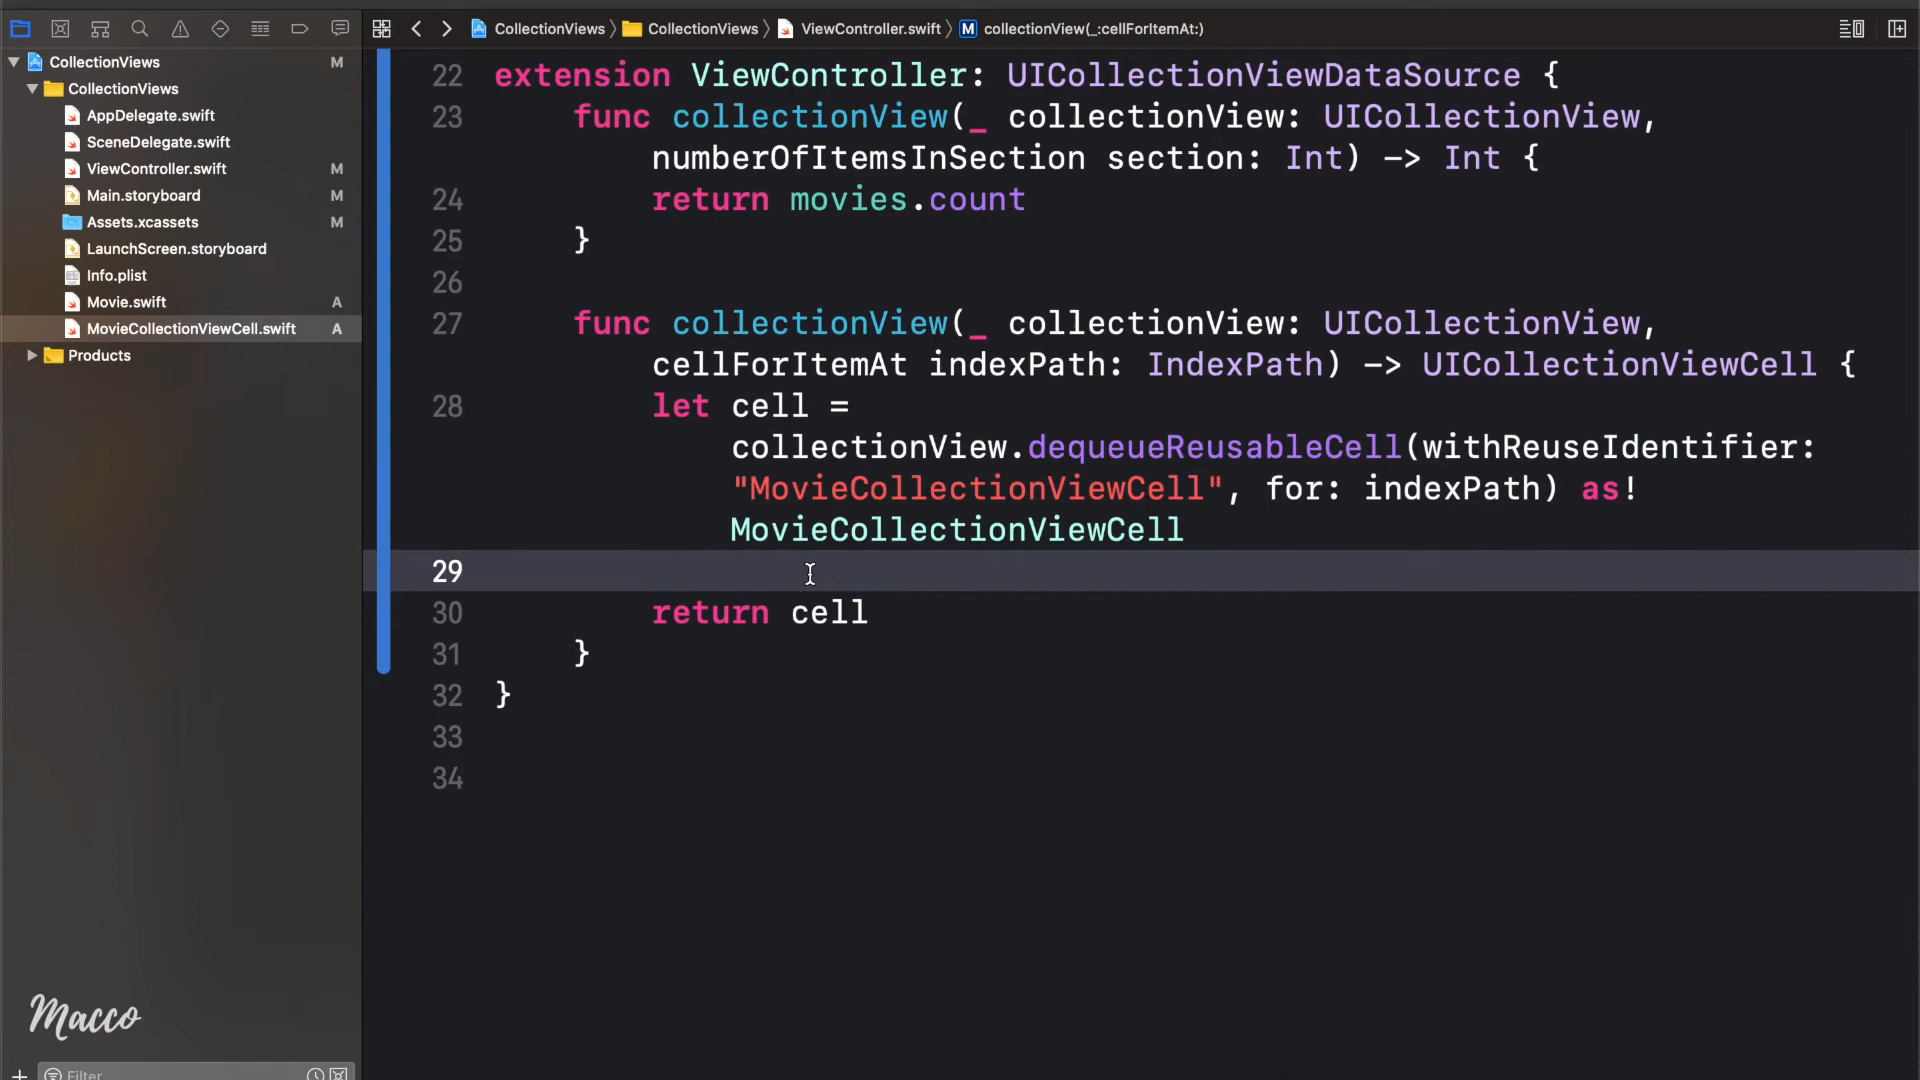 CollectionViews 〉 CollectionViews 〉 ViewController.swift 〉 M collectionView(_:cellForItemAt:)
CollectionViews M
CollectionViews
AppDelegate.swift
SceneDelegate.swift
ViewController.swift M
Main.storyboard M
Assets.xcassets M
LaunchScreen.storyboard
Info.plist
Movie.swift A
MovieCollectionViewCell.swift A
Products
22 extension ViewController: UICollectionViewDataSource {
23 func collectionView(_ collectionView: UICollectionView,
numberOfItemsInSection section: Int) -> Int {
24 return movies.count
25 }
26
27 func collectionView(_ collectionView: UICollectionView,
cellForItemAt indexPath: IndexPath) -> UICollectionViewCell {
28 let cell =
collectionView.dequeueReusableCell(withReuseIdentifier:
"MovieCollectionViewCell", for: indexPath) as!
MovieCollectionViewCell
29
30 return cell
31 }
32 }
33
34
Macco
+ Filter